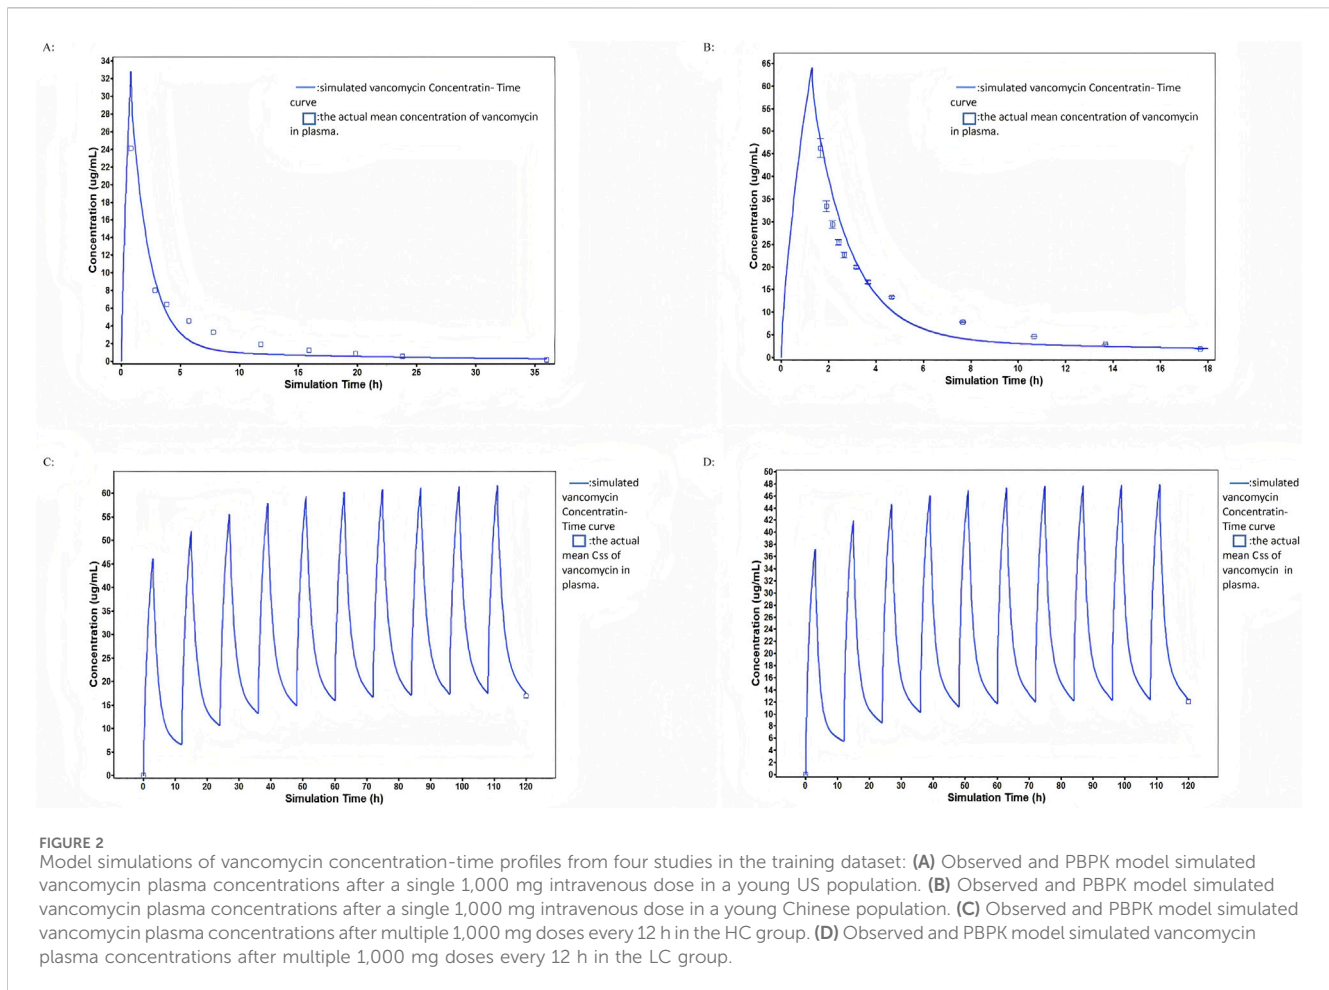 A:
34
32
30
28
26
24
22
20
18
16
14
12
10
8
6
4
2
0
Concentration (ug/mL)
:simulated vancomycin Concentratin- Time
curve
:the actual mean concentration of vancomycin
in plasma.
0 5 10 15 20 25 30 35
Simulation Time (h)
B:
65
60
55
50
45
40
35
30
25
20
15
10
5
0
Concentration (ug/mL)
:simulated vancomycin Concentratin- Time
curve
:the actual mean concentration of vancomycin
in plasma.
0 2 4 6 8 10 12 14 16 18
Simulation Time (h)
C:
60
55
50
45
40
35
30
25
20
15
10
5
0
Concentration (ug/mL)
0 10 20 30 40 50 60 70 80 90 100 110 120
Simulation Time (h)
:simulated
vancomycin
Concentratin-
Time curve
:the actual
mean Css of
vancomycin in
plasma.
D:
50
48
46
44
42
40
38
36
34
32
30
28
26
24
22
20
18
16
14
12
10
8
6
4
2
0
Concentration (ug/mL)
0 10 20 30 40 50 60 70 80 90 100 110 120
Simulation Time (h)
:simulated
vancomycin
Concentratin-
Time curve
:the actual
mean Css of
vancomycin in
plasma.
FIGURE 2
Model simulations of vancomycin concentration-time profiles from four studies in the training dataset: (A) Observed and PBPK model simulated
vancomycin plasma concentrations after a single 1,000 mg intravenous dose in a young US population. (B) Observed and PBPK model simulated
vancomycin plasma concentrations after a single 1,000 mg intravenous dose in a young Chinese population. (C) Observed and PBPK model simulated
vancomycin plasma concentrations after multiple 1,000 mg doses every 12 h in the HC group. (D) Observed and PBPK model simulated vancomycin
plasma concentrations after multiple 1,000 mg doses every 12 h in the LC group.